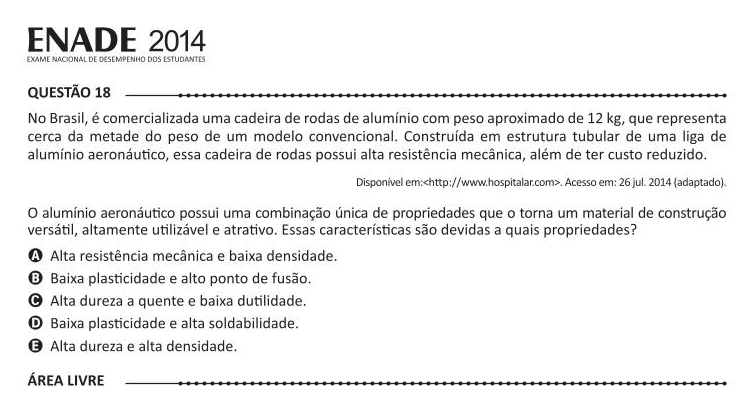 ENADE 2014
EXAME NACIONAL DE DESEMPENHO DOS ESTUDANTES
QUESTÃO 18
No Brasil, é comercializada uma cadeira de rodas de alumínio com peso aproximado de 12 kg, que representa
cerca da metade do peso de um modelo convencional. Construída em estrutura tubular de uma liga de
alumínio aeronáutico, essa cadeira de rodas possui alta resistência mecânica, além de ter custo reduzido.
Disponível em:<http://www.hospitalar.com>. Acesso em: 26 jul. 2014 (adaptado).
O alumínio aeronáutico possui uma combinação única de propriedades que o torna um material de construção
versátil, altamente utilizável e atrativo. Essas características são devidas a quais propriedades?
A Alta resistência mecânica e baixa densidade.
B Baixa plasticidade e alto ponto de fusão.
C Alta dureza a quente e baixa dutilidade.
D Baixa plasticidade e alta soldabilidade.
E Alta dureza e alta densidade.
ÁREA LIVRE